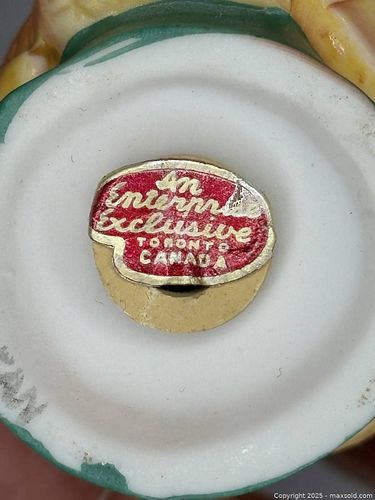 An
Enterprise
Exclusive
TORONTO
CANADA
Copyright © 2025 - maxsold.com